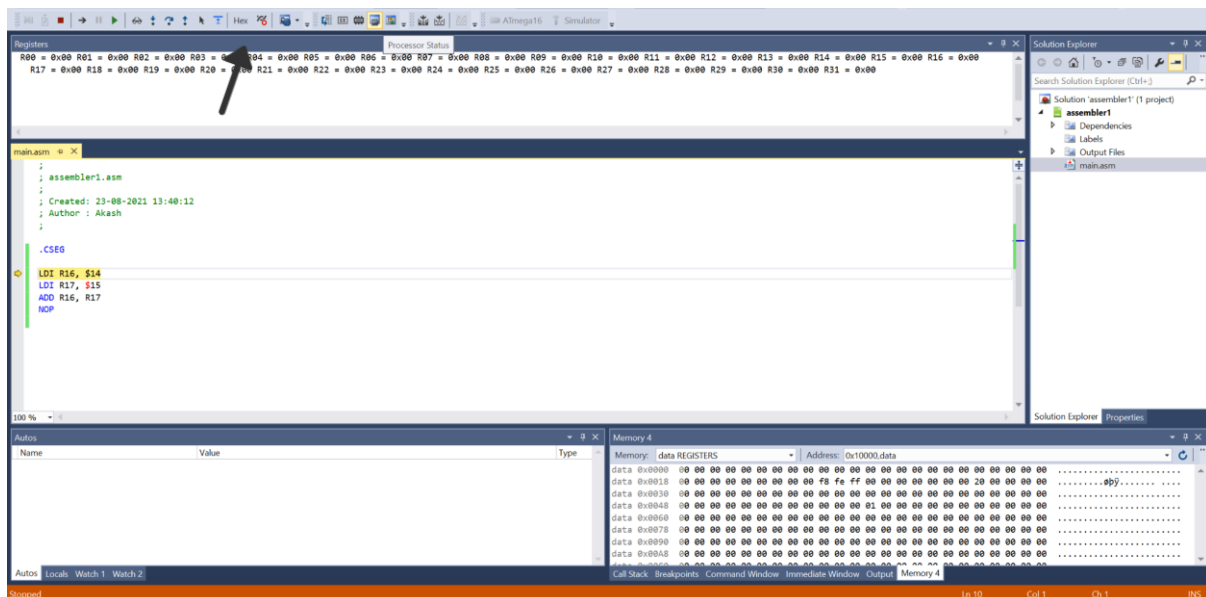 Hex
ATmega16 Simulator
Processor Status
Registers
R00 = 0x00 R01 = 0x00 R02 = 0x00 R03 = R04 = 0x00 R05 = 0x00 R06 = 0x00 R07 = 0x00 R08 = 0x00 R09 = 0x00 R10 = 0x00 R11 = 0x00 R12 = 0x00 R13 = 0x00 R14 = 0x00 R15 = 0x00 R16 = 0x00
R17 = 0x00 R18 = 0x00 R19 = 0x00 R20 = 0x00 R21 = 0x00 R22 = 0x00 R23 = 0x00 R24 = 0x00 R25 = 0x00 R26 = 0x00 R27 = 0x00 R28 = 0x00 R29 = 0x00 R30 = 0x00 R31 = 0x00
main.asm
;
; assembler1.asm
;
; Created: 23-08-2021 13:40:12
; Author : Akash
;
.CSEG
LDI R16, $14
LDI R17, $15
ADD R16, R17
NOP
100 %
Solution Explorer
Search Solution Explorer (Ctrl+;)
Solution 'assembler1' (1 project)
assembler1
Dependencies
Labels
Output Files
main.asm
Solution Explorer Properties
Autos
Name Value Type
Autos Locals Watch 1 Watch 2
Memory 4
Memory: data REGISTERS Address: 0x10000,data
data 0x0000 00 00 00 00 00 00 00 00 00 00 00 00 00 00 00 00 00 00 00 00 00 00 00 00 ........................
data 0x0018 00 00 00 00 00 00 00 00 00 f8 fe ff 00 00 00 00 00 00 00 20 00 00 00 00 .........øþÿ....... ....
data 0x0030 00 00 00 00 00 00 00 00 00 00 00 00 00 00 00 00 00 00 00 00 00 00 00 00 ........................
data 0x0048 00 00 00 00 00 00 00 00 00 00 00 00 01 00 00 00 00 00 00 00 00 00 00 00 ........................
data 0x0060 00 00 00 00 00 00 00 00 00 00 00 00 00 00 00 00 00 00 00 00 00 00 00 00 ........................
data 0x0078 00 00 00 00 00 00 00 00 00 00 00 00 00 00 00 00 00 00 00 00 00 00 00 00 ........................
data 0x0090 00 00 00 00 00 00 00 00 00 00 00 00 00 00 00 00 00 00 00 00 00 00 00 00 ........................
data 0x00A8 00 00 00 00 00 00 00 00 00 00 00 00 00 00 00 00 00 00 00 00 00 00 00 00 ........................
Call Stack Breakpoints Command Window Immediate Window Output Memory 4
Stopped Ln 10 Col 1 Ch 1 INS